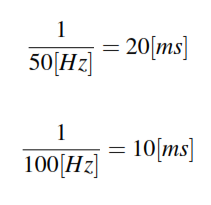 1
50[Hz] = 20[ms]
1
100[Hz] = 10[ms]